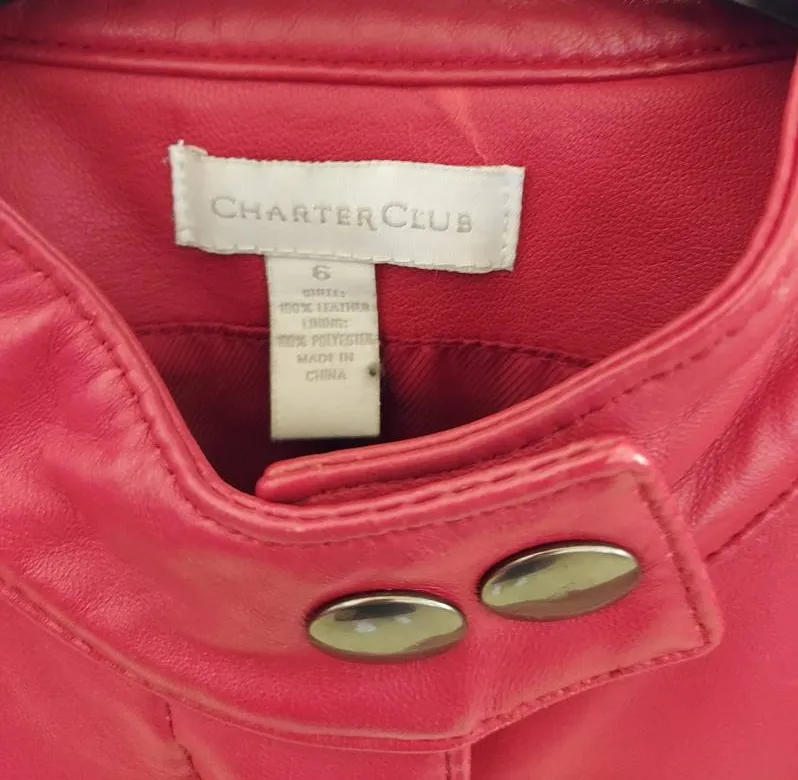 CHARTER CLUB
6
SHELL:
100% LEATHER
LINING:
100% POLYESTER
MADE IN
CHINA